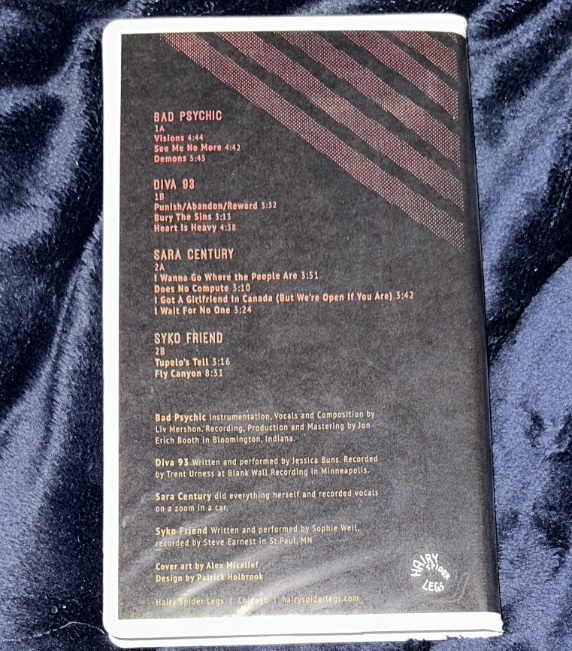 BAD PSYCHIC
1A
Visions 4:44
See Me No More 4:42
Demons 3:45
DIVA 93
1B
Punish/Abandon/Reward 3:32
Bury The Sins 3:13
Heart Is Heavy 4:38
SARA CENTURY
2A
I Wanna Go Where the People Are 3:51
Does No Compute 3:10
I Got A Girlfriend In Canada (But We're Open If You Are) 3:42
I Wait For No One 3:24
SYKO FRIEND
2B
Tupelo's Tell 3:16
Fly Canyon 8:31
Bad Psychic Instrumentation, Vocals and Composition by
Liv Mershon. Recording, Production and Mastering by Jon
Erich Booth in Bloomington, Indiana.
Diva 93 Written and performed by Jessica Buns. Recorded
by Trent Urness at Blank Wall Recording in Minneapolis.
Sara Century did everything herself and recorded vocals
on a zoom in a car.
Syko Friend Written and performed by Sophie Weil,
recorded by Steve Earnest in St.Paul, MN
Cover art by Alex Micallef
Design by Patrick Holbrook
Hairy Spider Legs | Chicago | hairyspiderlegs.com
HAIRY
SPIDER
LEGS